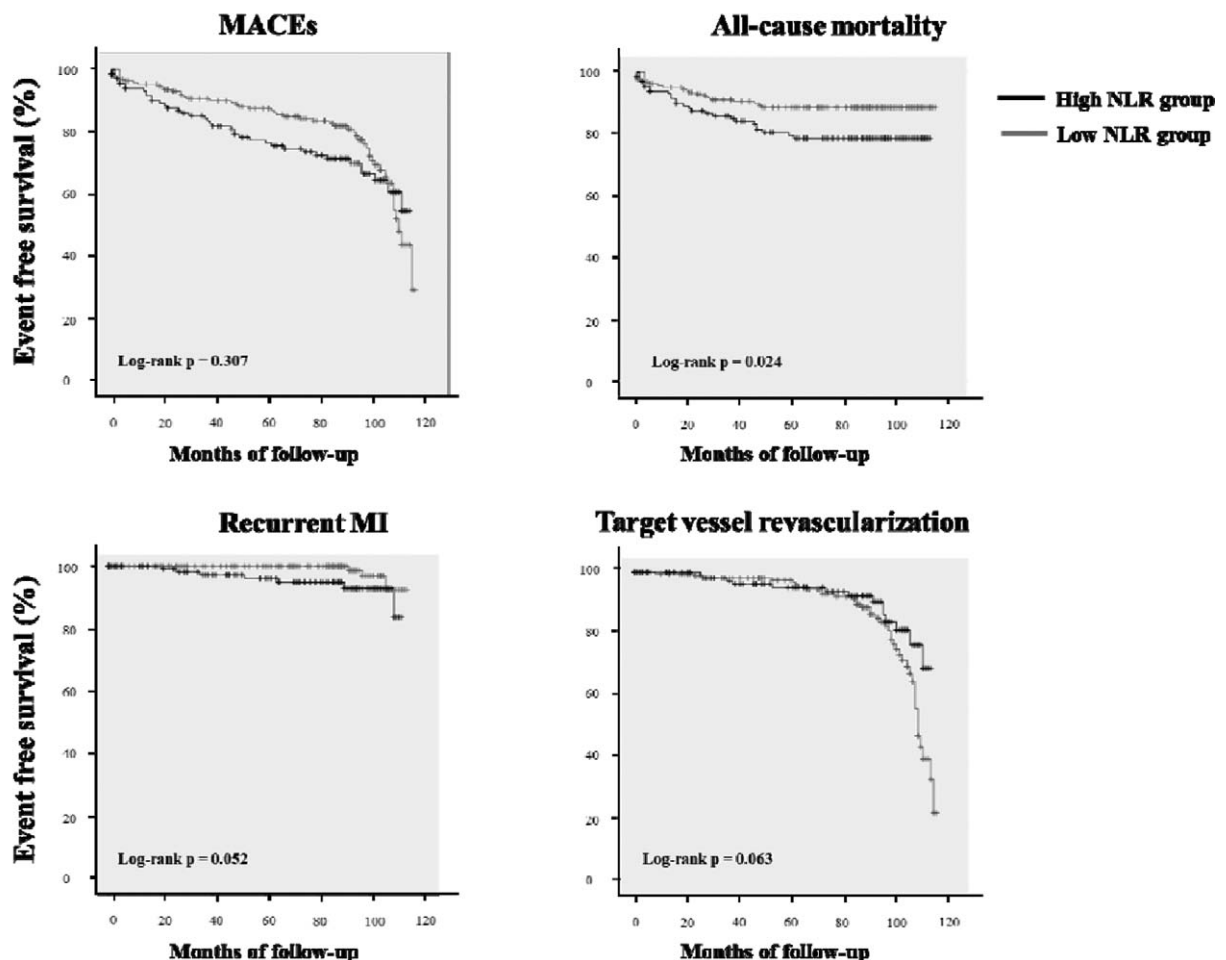 MACEs
Event free survival (%)
100
80
60
40
20
0
Log-rank p = 0.307
0 20 40 60 80 100 120
Months of follow-up
All-cause mortality
100
80
60
40
20
0
Log-rank p = 0.024
0 20 40 60 80 100 120
Months of follow-up
High NLR group
Low NLR group
Recurrent MI
Event free survival (%)
100
80
60
40
20
0
Log-rank p = 0.052
0 20 40 60 80 100 120
Months of follow-up
Target vessel revascularization
100
80
60
40
20
0
Log-rank p = 0.063
0 20 40 60 80 100 120
Months of follow-up